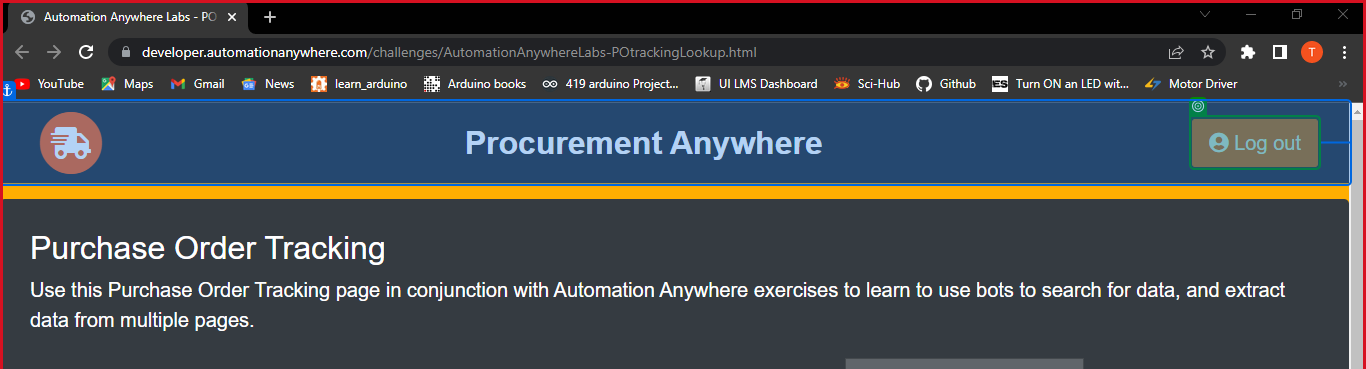 Automation Anywhere Labs - PO
developer.automationanywhere.com/challenges/AutomationAnywhereLabs-POtrackingLookup.html
T
YouTube Maps Gmail News learn_arduino Arduino books 419 arduino Project... UI LMS Dashboard Sci-Hub Github ES Turn ON an LED wit... Motor Driver »
Procurement Anywhere
Log out
Purchase Order Tracking
Use this Purchase Order Tracking page in conjunction with Automation Anywhere exercises to learn to use bots to search for data, and extract
data from multiple pages.